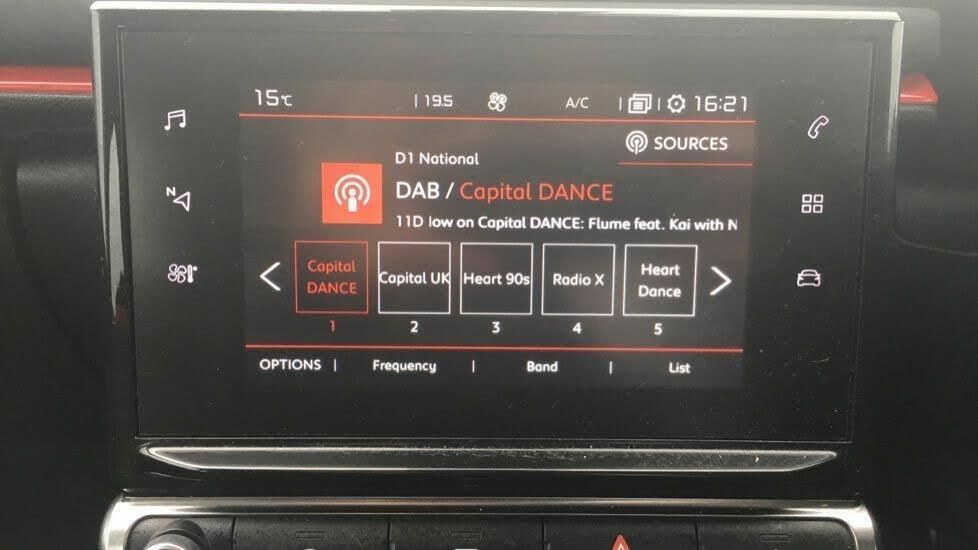 15°C | 19.5 A/C | | 16:21
N
SOURCES
D1 National
DAB / Capital DANCE
11D low on Capital DANCE: Flume feat. Kai with N
Capital DANCE
Capital UK
Heart 90s
Radio X
Heart Dance
1 2 3 4 5
OPTIONS | Frequency | Band | List